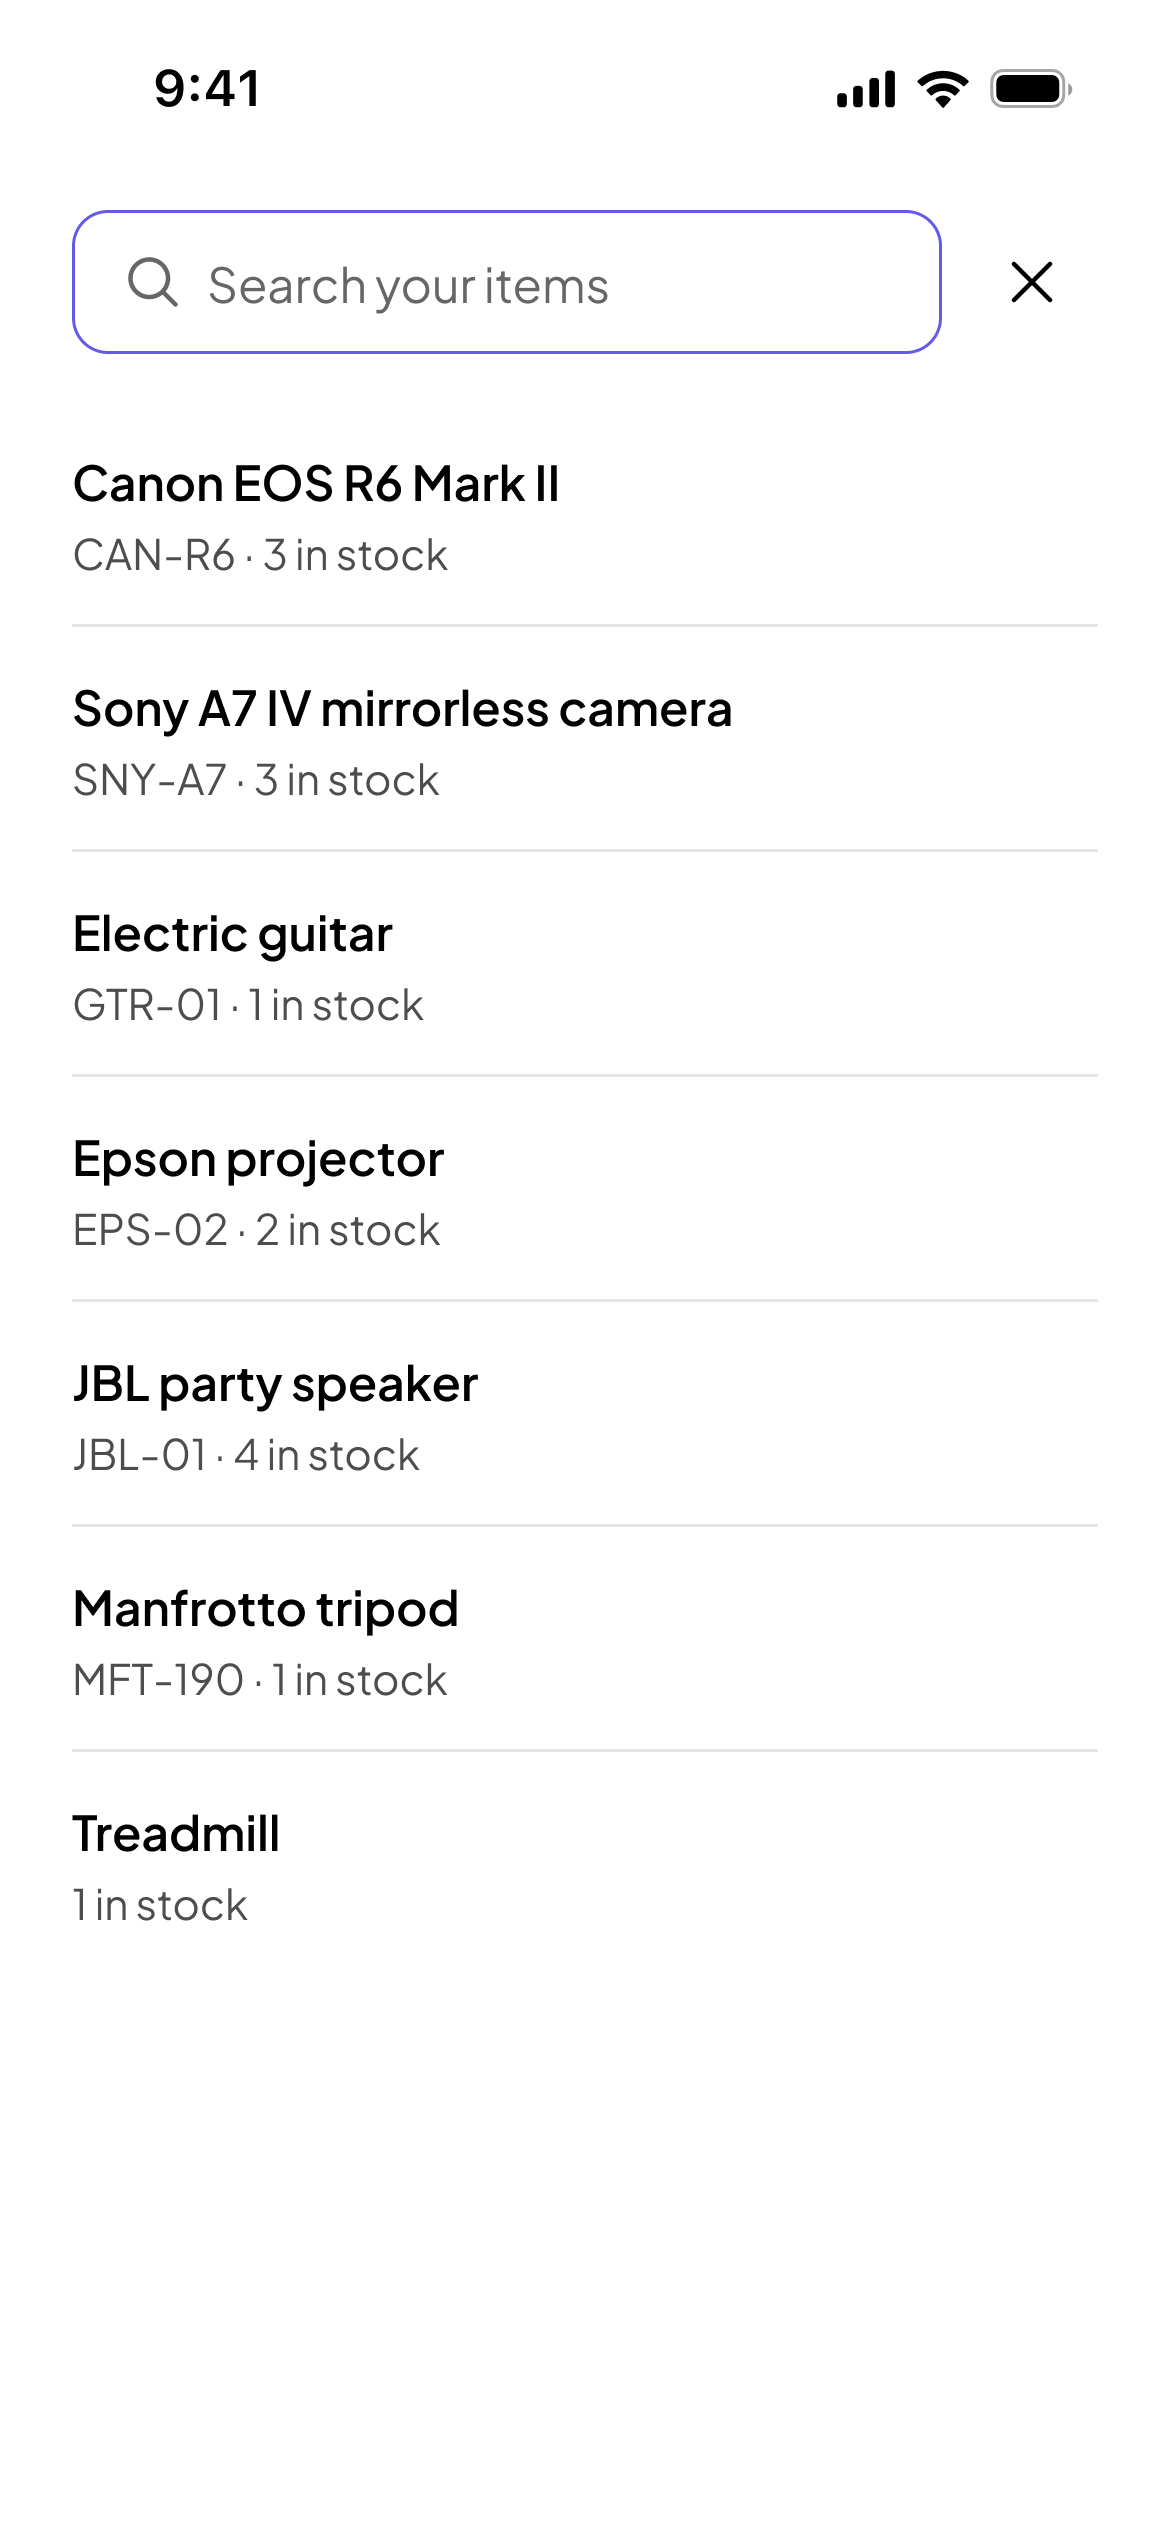 9:41
Search your items
Canon EOS R6 Mark II
CAN-R6 · 3 in stock
Sony A7 IV mirrorless camera
SNY-A7 · 3 in stock
Electric guitar
GTR-01 · 1 in stock
Epson projector
EPS-02 · 2 in stock
JBL party speaker
JBL-01 · 4 in stock
Manfrotto tripod
MFT-190 · 1 in stock
Treadmill
1 in stock